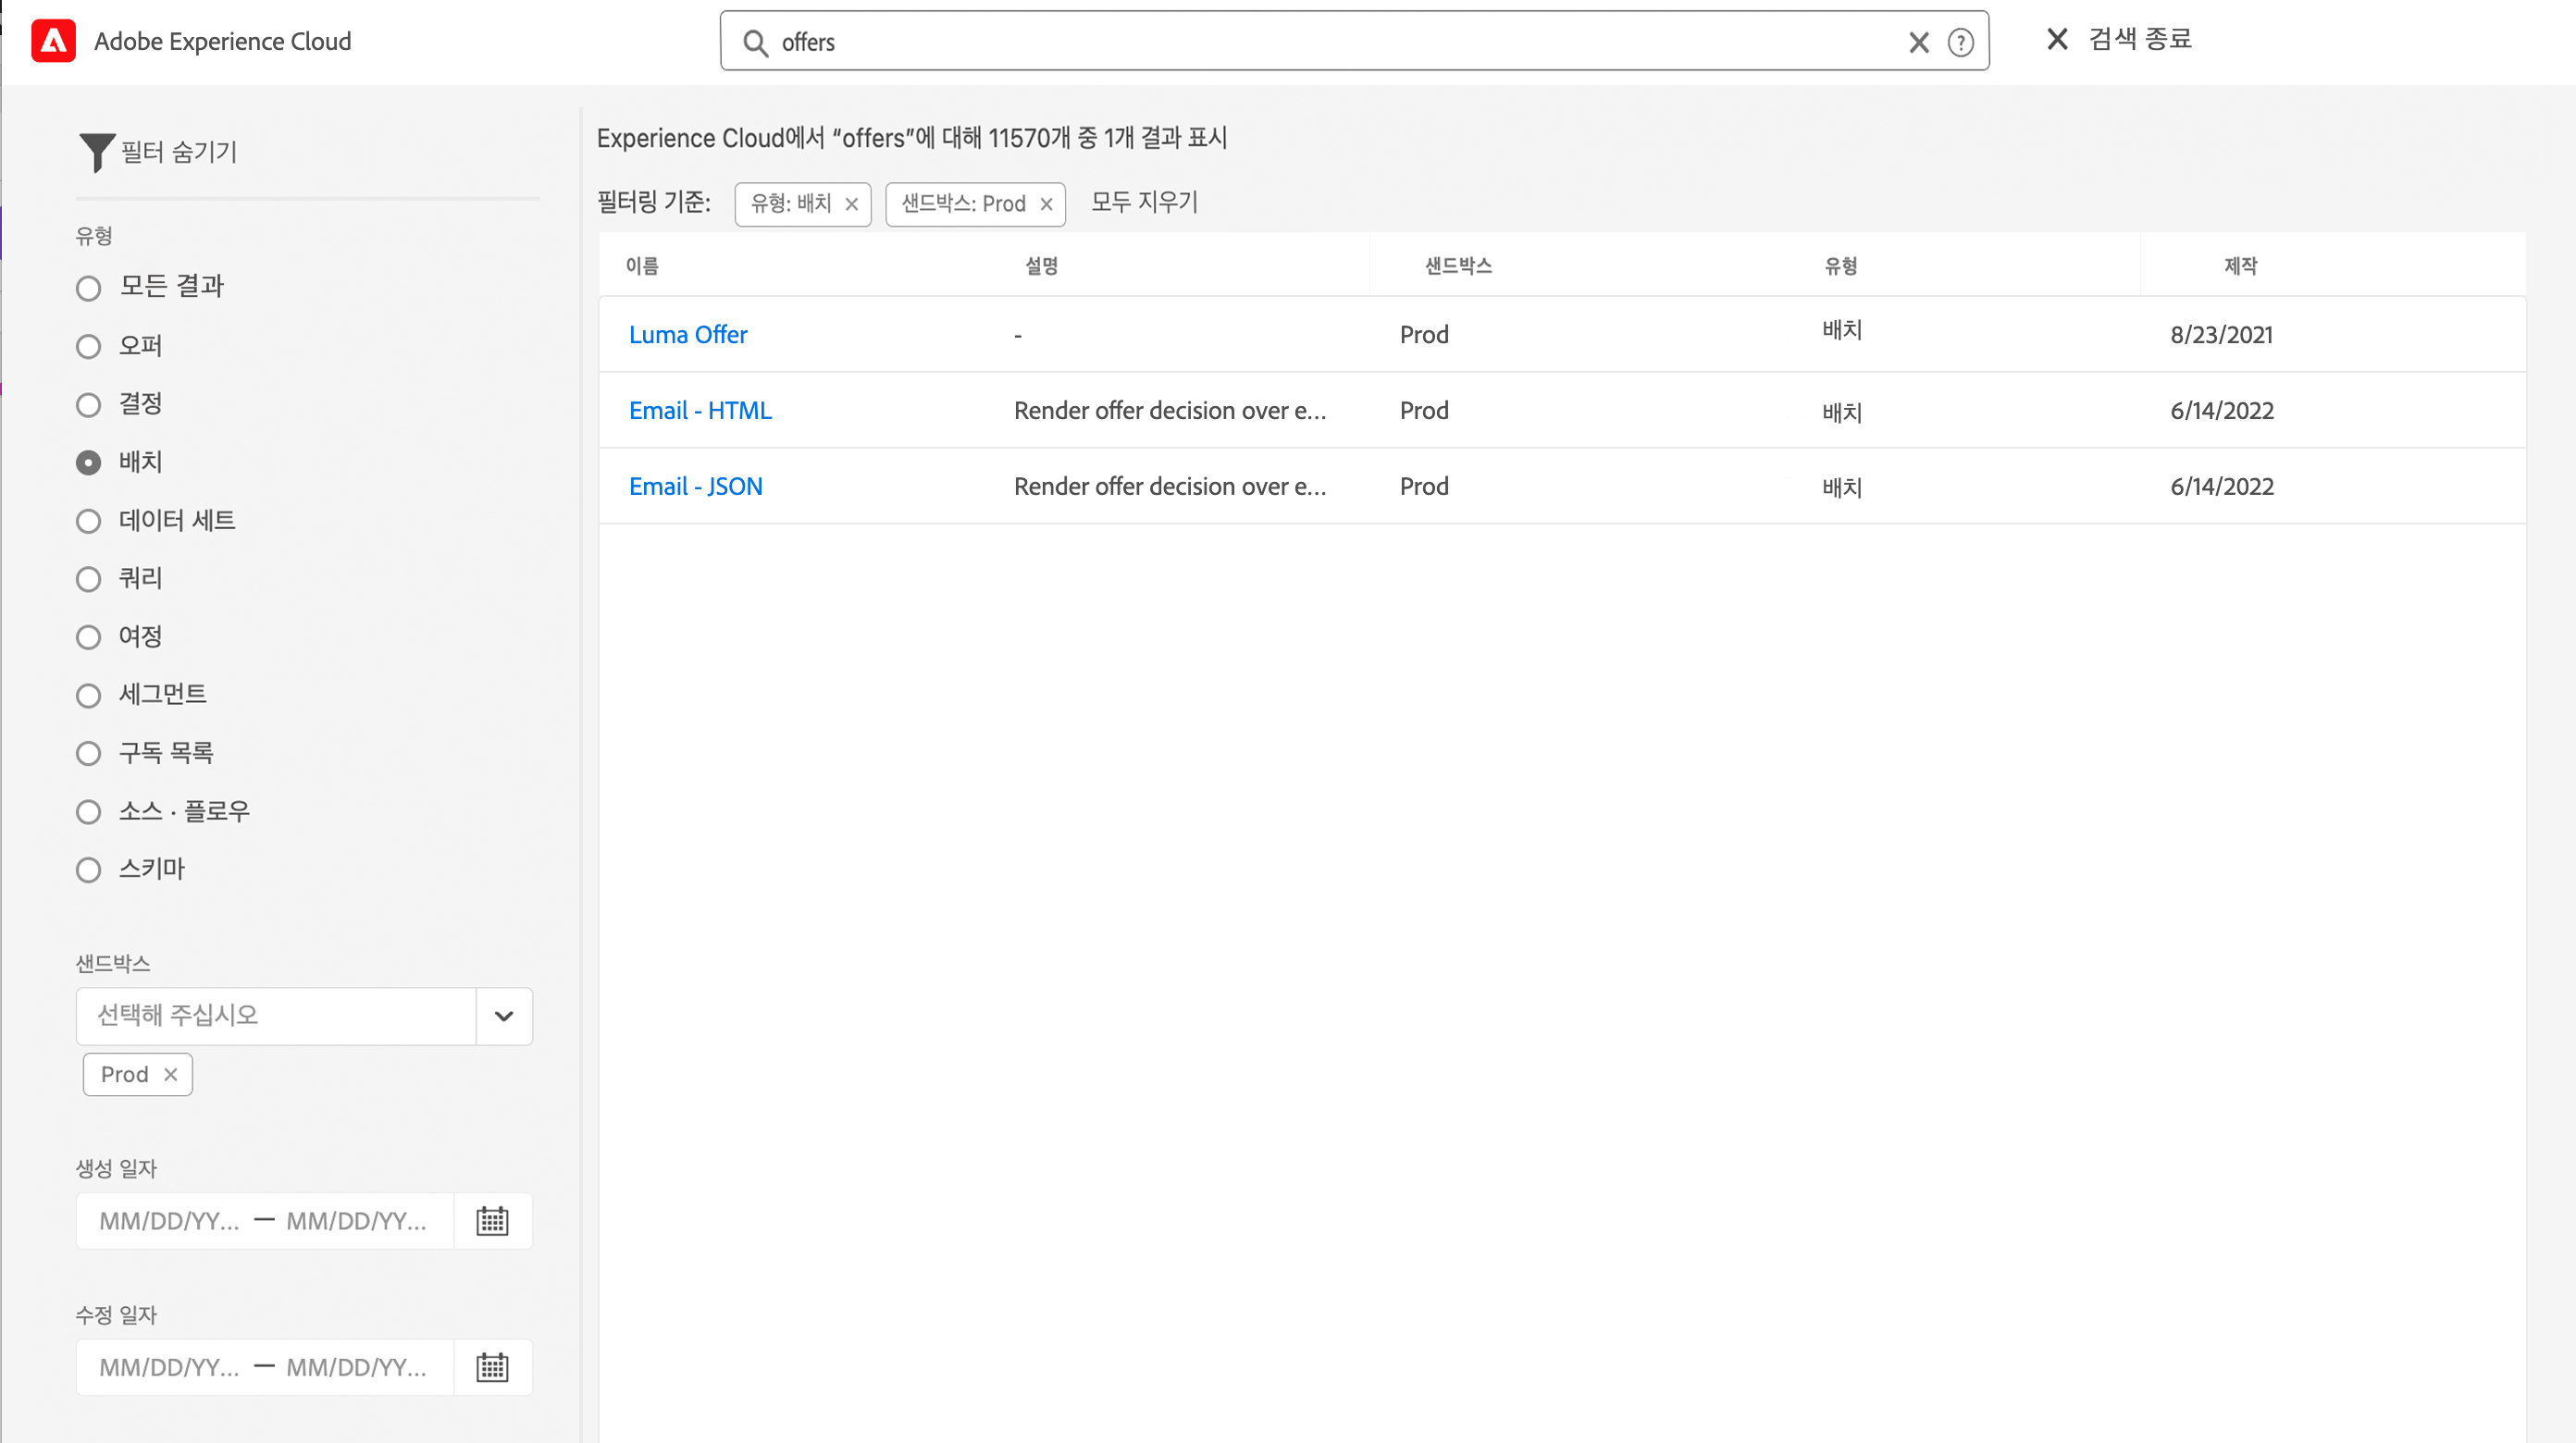 Adobe Experience Cloud
offers
검색 종료
필터 숨기기
유형
모든 결과
오퍼
결정
배치
데이터 세트
쿼리
여정
세그먼트
구독 목록
소스 · 플로우
스키마
샌드박스
선택해 주십시오
Prod
생성 일자
MM/DD/YY... — MM/DD/YY...
수정 일자
MM/DD/YY... — MM/DD/YY...
Experience Cloud에서 “offers”에 대해 11570개 중 1개 결과 표시
필터링 기준: 유형: 배치 샌드박스: Prod 모두 지우기
이름 설명 샌드박스 유형 제작
Luma Offer - Prod 배치 8/23/2021
Email - HTML Render offer decision over e... Prod 배치 6/14/2022
Email - JSON Render offer decision over e... Prod 배치 6/14/2022